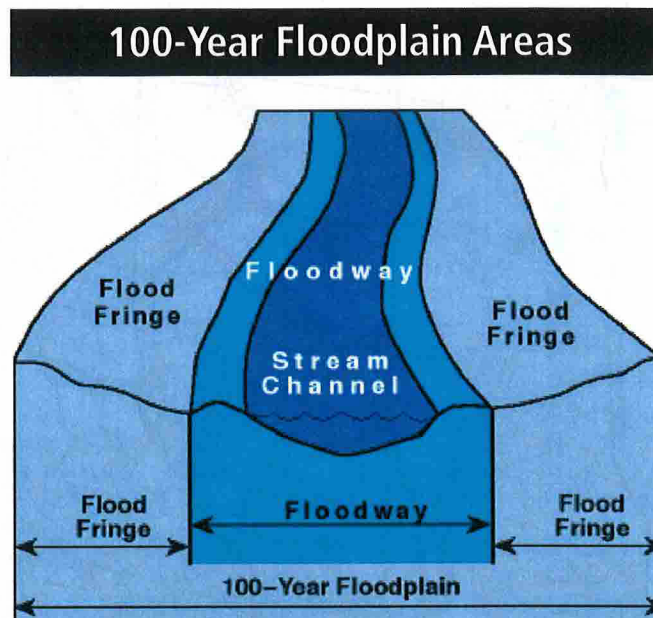 100-Year Floodplain Areas
Floodway
Flood
Fringe
Flood
Fringe
Stream
Channel
Flood
Fringe
Floodway
Flood
Fringe
100–Year Floodplain